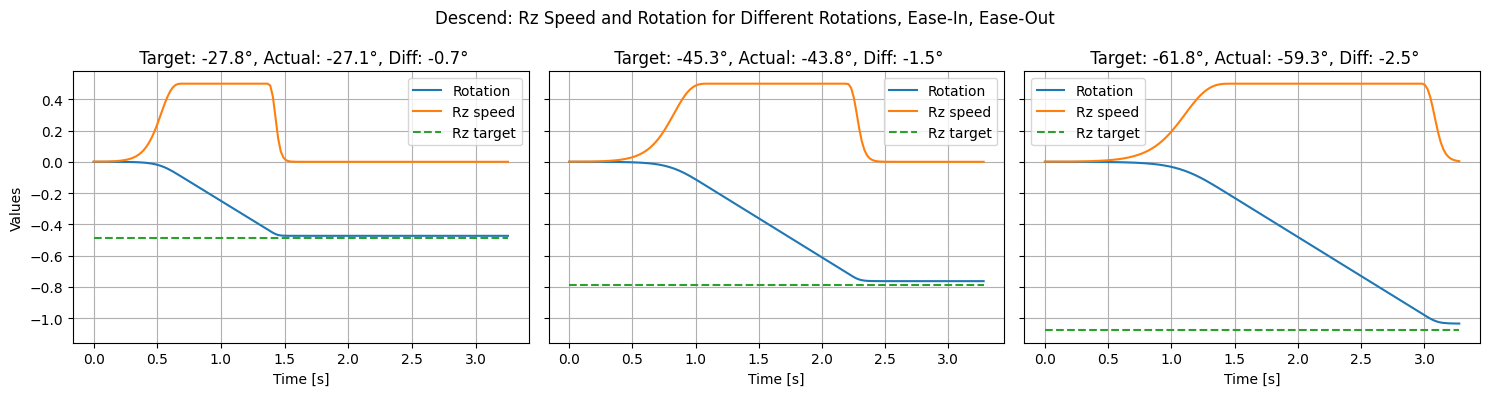 Descend: Rz Speed and Rotation for Different Rotations, Ease-In, Ease-Out
Target: -27.8°, Actual: -27.1°, Diff: -0.7°
Target: -45.3°, Actual: -43.8°, Diff: -1.5°
Target: -61.8°, Actual: -59.3°, Diff: -2.5°
Rotation
Rz speed
Rz target
Rotation
Rz speed
Rz target
Rotation
Rz speed
Rz target
Values
0.4
0.2
0.0
−0.2
−0.4
−0.6
−0.8
−1.0
0.0 0.5 1.0 1.5 2.0 2.5 3.0
0.0 0.5 1.0 1.5 2.0 2.5 3.0
0.0 0.5 1.0 1.5 2.0 2.5 3.0
Time [s]
Time [s]
Time [s]